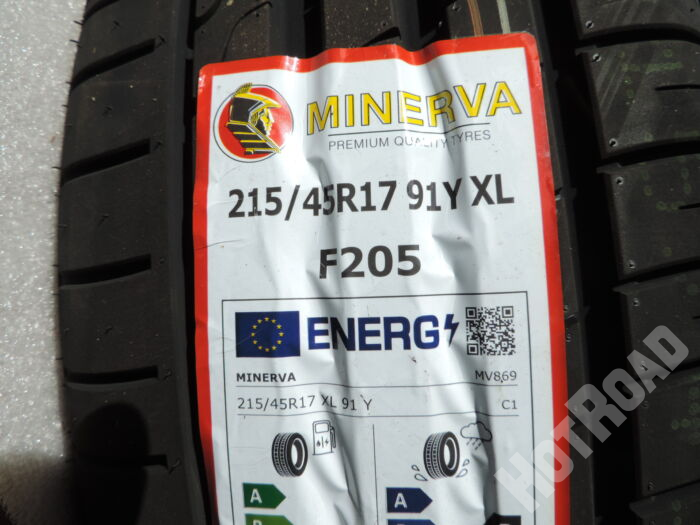 MINERVA
PREMIUM QUALITY TYRES
215/45R17 91Y XL
F205
ENERG
MINERVA MV869
215/45R17 XL 91 Y C1
A A
B
HOTROAD